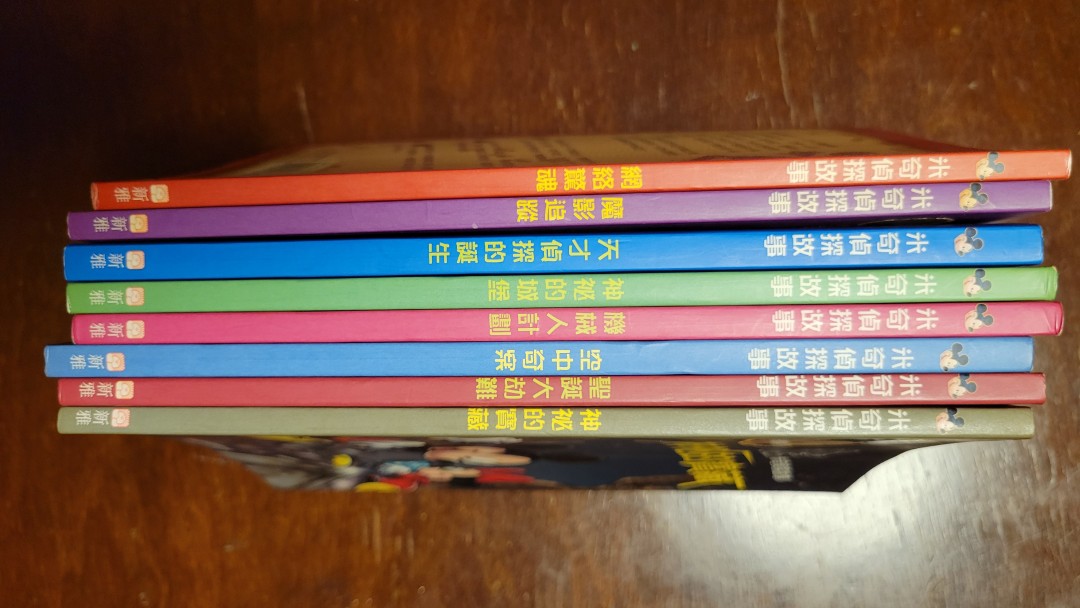 米奇偵探故事 網絡驚魂 新雅
米奇偵探故事 魔影追蹤 新雅
米奇偵探故事 天才偵探的誕生 新雅
米奇偵探故事 神祕的城堡 新雅
米奇偵探故事 機械人計劃 新雅
米奇偵探故事 空中奇案 新雅
米奇偵探故事 聖誕大劫難 新雅
米奇偵探故事 神祕的寶藏 新雅